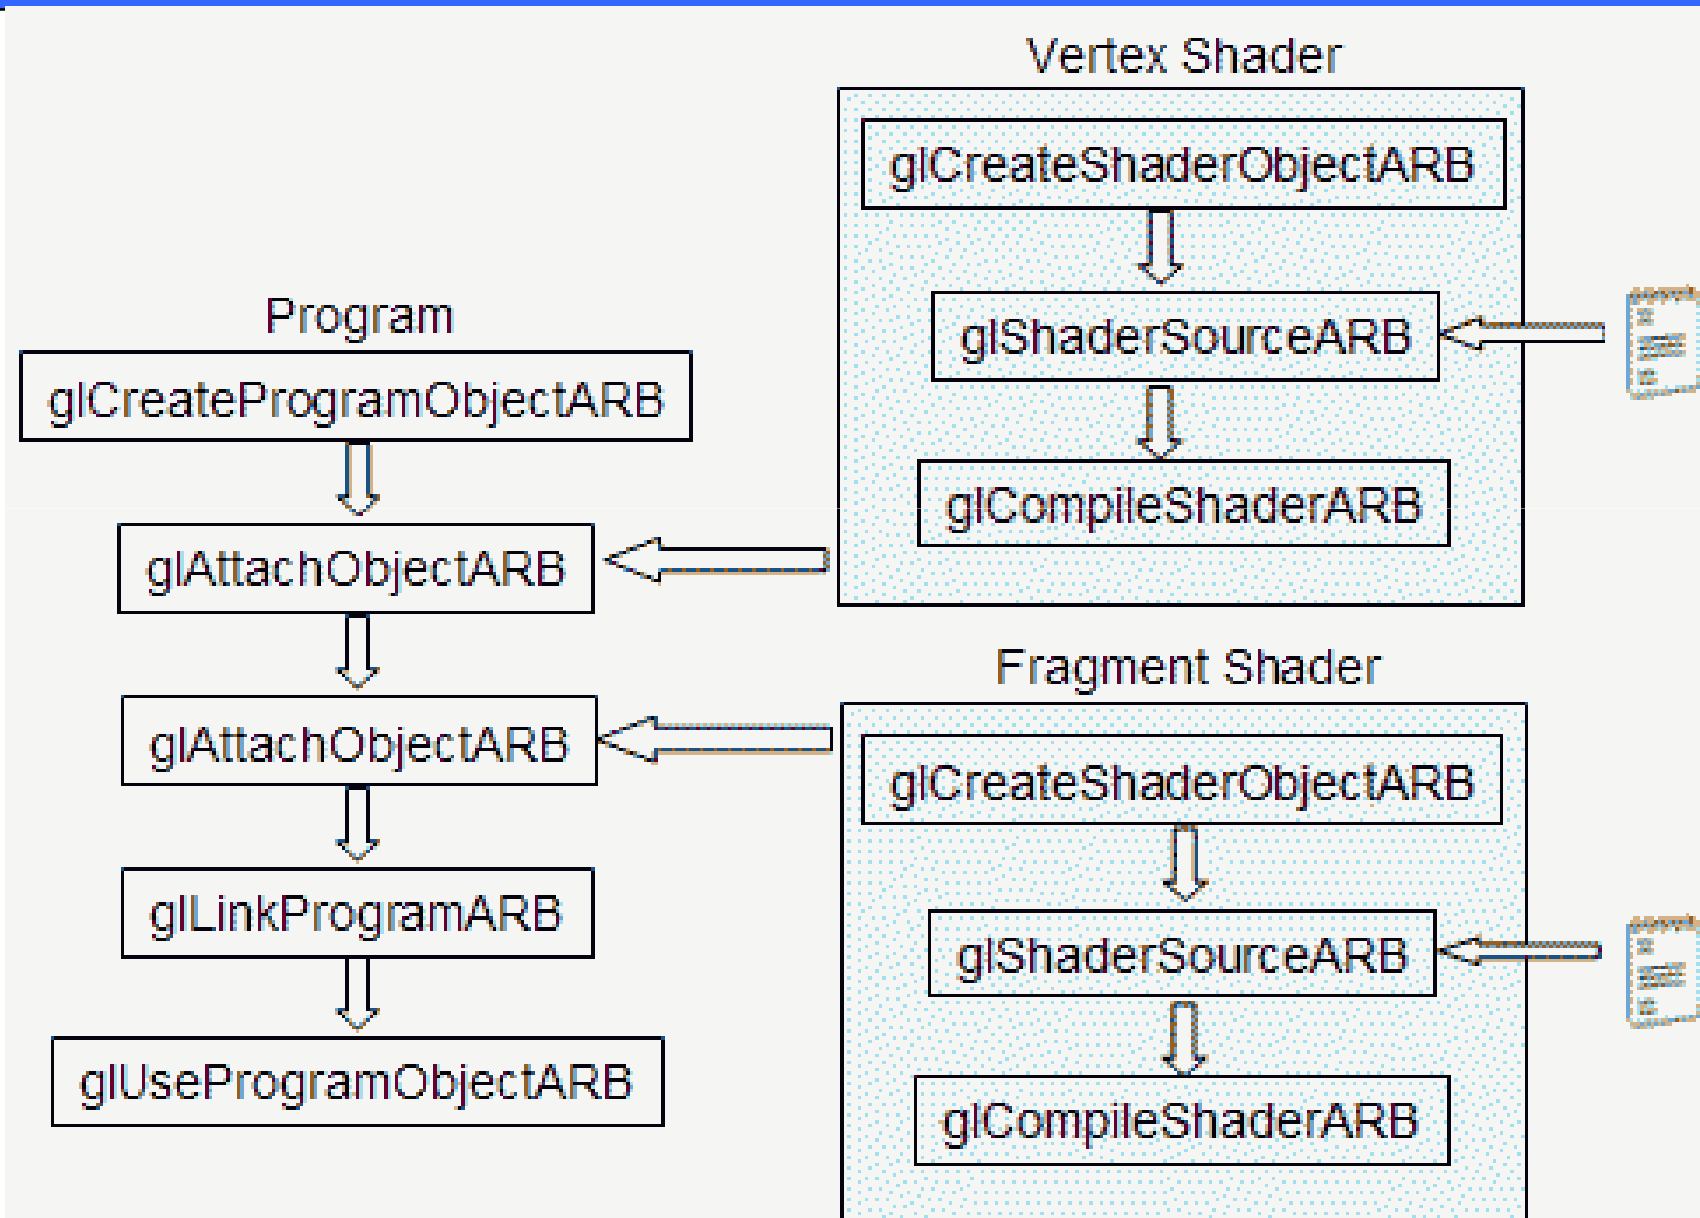 Vertex Shader
glCreateShaderObjectARB
glShaderSourceARB
glCompileShaderARB
Program
glCreateProgramObjectARB
glAttachObjectARB
glAttachObjectARB
glLinkProgramARB
glUseProgramObjectARB
Fragment Shader
glCreateShaderObjectARB
glShaderSourceARB
glCompileShaderARB